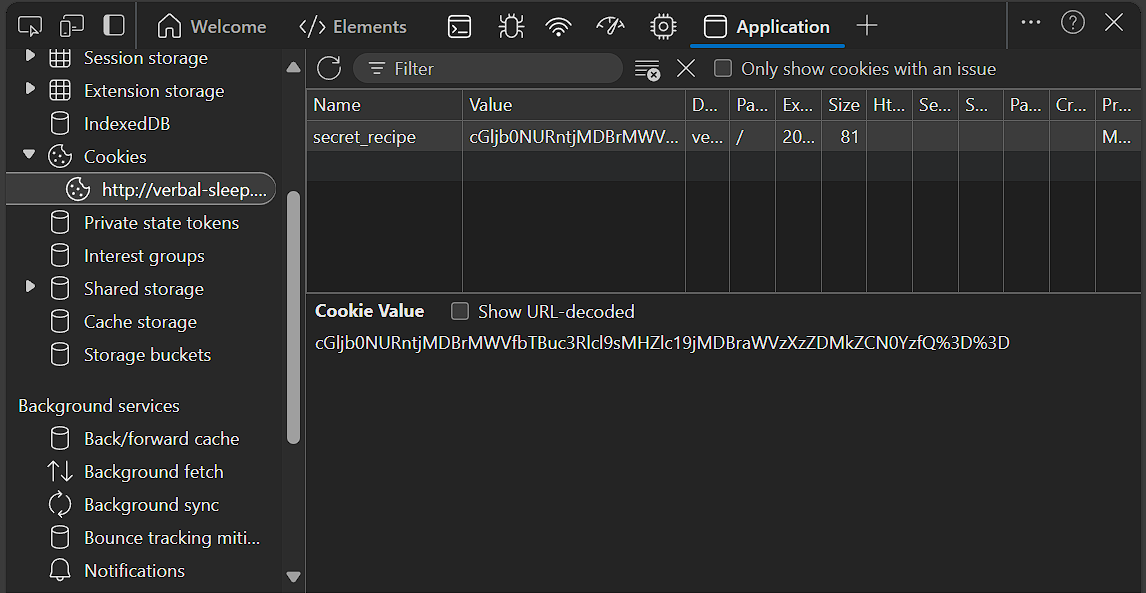 Welcome
Elements
Application
Session storage
Extension storage
IndexedDB
Cookies
http://verbal-sleep....
Private state tokens
Interest groups
Shared storage
Cache storage
Storage buckets
Background services
Back/forward cache
Background fetch
Background sync
Bounce tracking miti...
Notifications
Filter
Only show cookies with an issue
Name Value D... Pa... Ex... Size Ht... Se... S... Pa... Cr... Pr...
secret_recipe cGljb0NURntjMDBrMWV... ve... / 20... 81 M...
Cookie Value Show URL-decoded
cGljb0NURntjMDBrMWVfbTBuc3Rlcl9sMHZlc19jMDBraWVzXzZDMkZCN0YzfQ%3D%3D